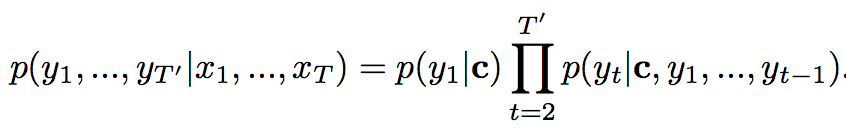 p(y₁, ..., y_T′|x₁, ..., x_T) = p(y₁|𝐜) ∏_{t=2}^{T′} p(y_t|𝐜, y₁, ..., y_{t−1}).